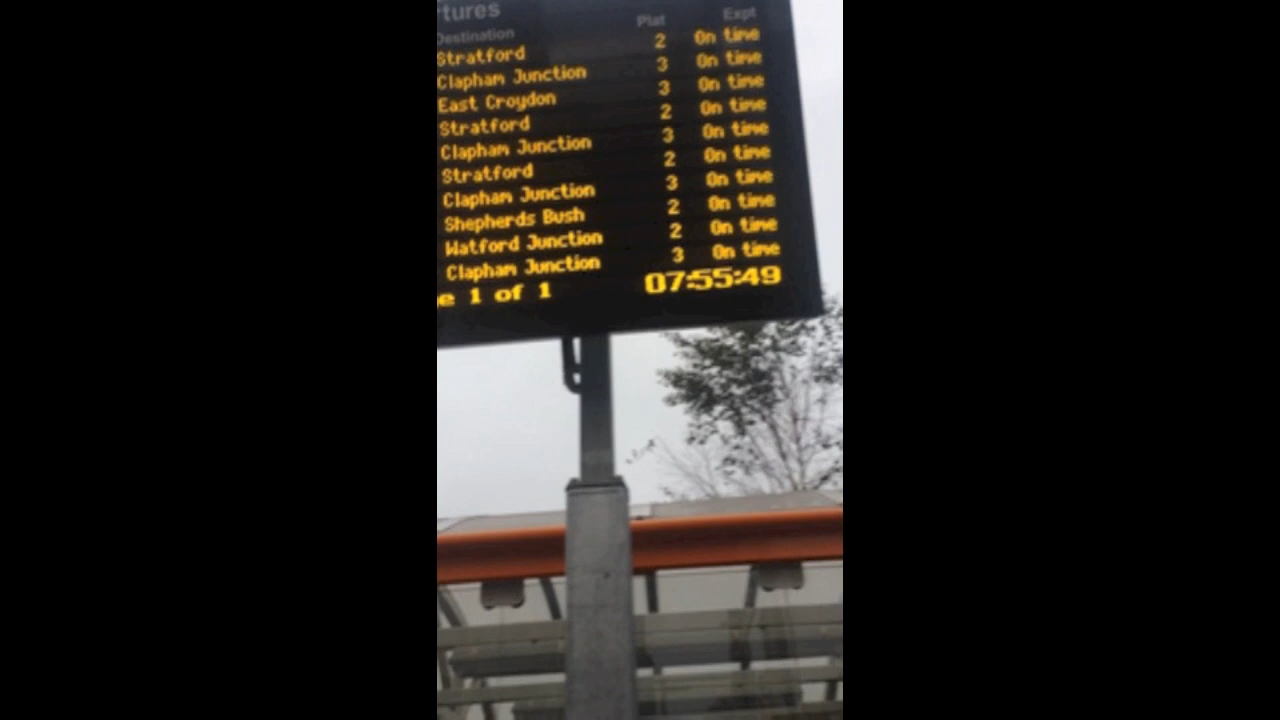 rtures
Destination Plat Expt
Stratford 2 On time
Clapham Junction 3 On time
East Croydon 3 On time
Stratford 2 On time
Clapham Junction 3 On time
Stratford 2 On time
Clapham Junction 3 On time
Shepherds Bush 2 On time
Watford Junction 2 On time
Clapham Junction 3 On time
e 1 of 1 07:55:49